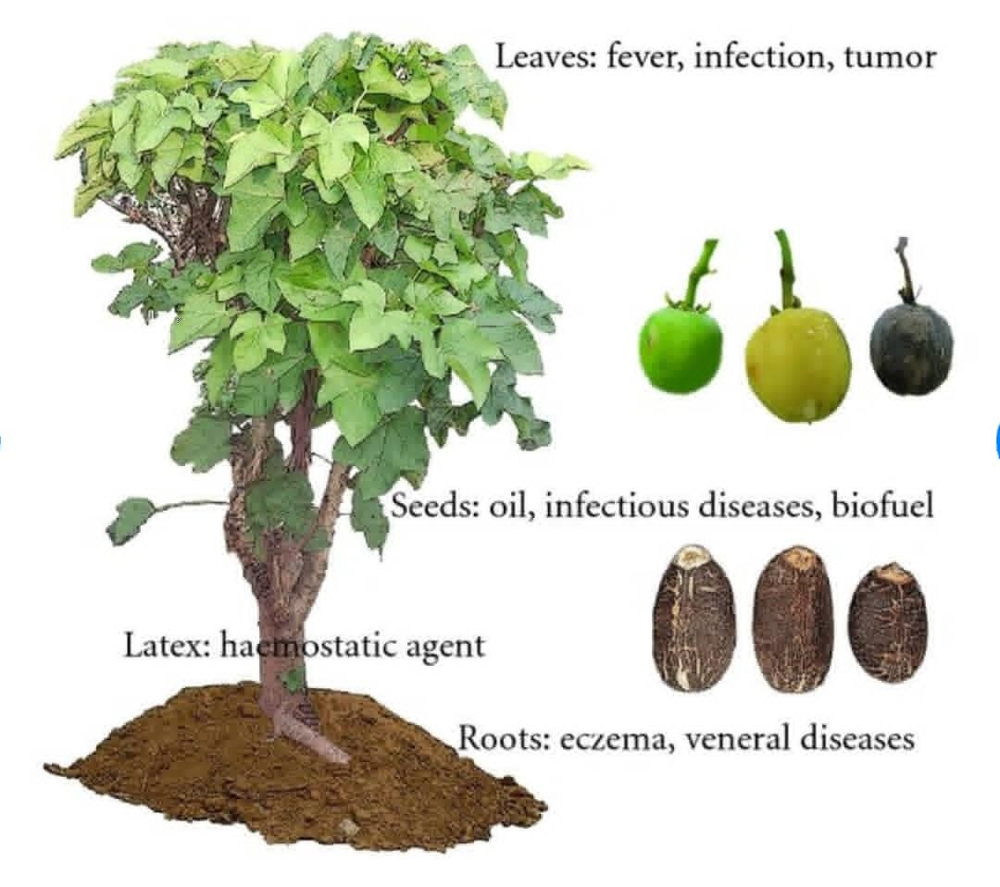 Leaves: fever, infection, tumor
Seeds: oil, infectious diseases, biofuel
Latex: haemostatic agent
Roots: eczema, veneral diseases